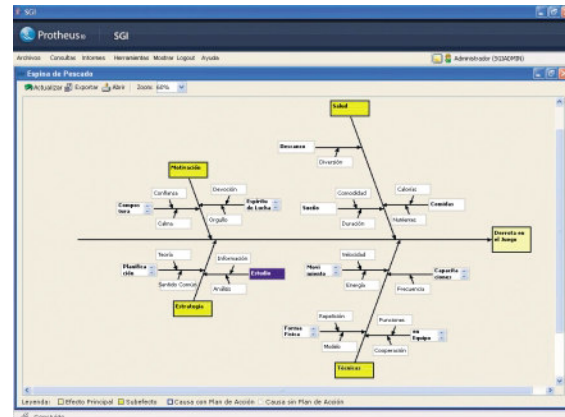 SGI
Protheus
SGI
Archivos Consultas Informes Herramientas Mostrar Logout Ayuda
Administrador (SGIADMIN)
Espina de Pescado
Actualizar Exportar Abrir Zoom: 60%
Salud
Descanso
Diversión
Motivación
Confianza
Devoción
Compos
tura
Espíritu
de Lucha
Calma
Orgullo
Comodidad
Calorías
Sueño
Comidas
Duración
Nutrientes
Derrota en
el Juego
Teoría
Información
Planifica
ción
Estudio
Sentido Común
Análisis
Estrategia
Velocidad
Movi
miento
Capacita
ciones
Energía
Frecuencia
Repetición
Funciones
Forma
Física
en
Equipo
Modelo
Cooperación
Técnicas
Leyenda: Efecto Principal Subefecto Causa con Plan de Acción Causa sin Plan de Acción